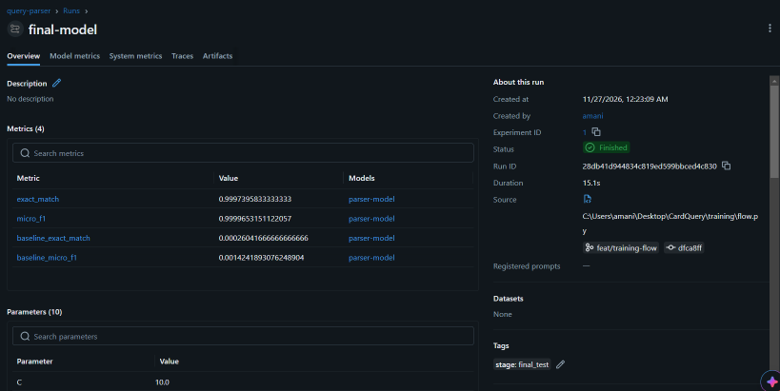 query-parser > Runs >
final-model
Overview Model metrics System metrics Traces Artifacts
Description
No description
Metrics (4)
Search metrics
Metric Value Models
exact_match 0.9997395833333333 parser-model
micro_f1 0.9999653151122057 parser-model
baseline_exact_match 0.00026041666666666666 parser-model
baseline_micro_f1 0.0014241893076248904 parser-model
Parameters (10)
Search parameters
Parameter Value
C 10.0
About this run
Created at 11/27/2026, 12:23:09 AM
Created by amani
Experiment ID 1
Status Finished
Run ID 28db41d944834c819ed599bbced4c830
Duration 15.1s
Source
C:\Users\amani\Desktop\CardQuery\training\flow.p
y
feat/training-flow dfca8ff
Registered prompts —
Datasets
None
Tags
stage: final_test